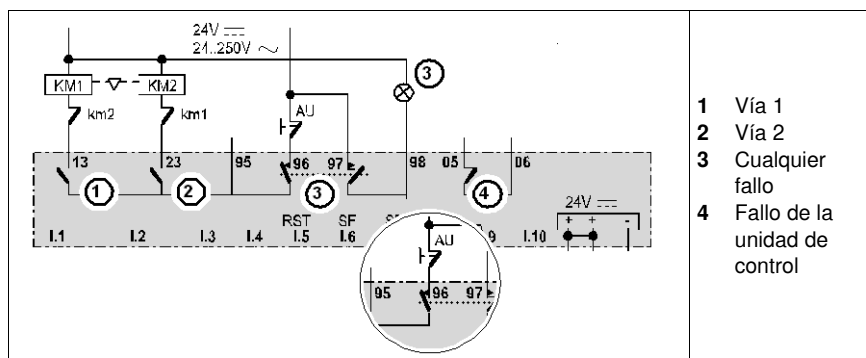 24V
24..250V
KM1
KM2
3
km2
km1
AU
13
23
95
96
97
98
05
06
1
2
3
4
24V
RST
SF
+ + -
I.1
I.2
I.3
I.4
I.5
I.6
9
I.10
AU
95
96
97
1 Vía 1
2 Vía 2
3 Cualquier
fallo
4 Fallo de la
unidad de
control